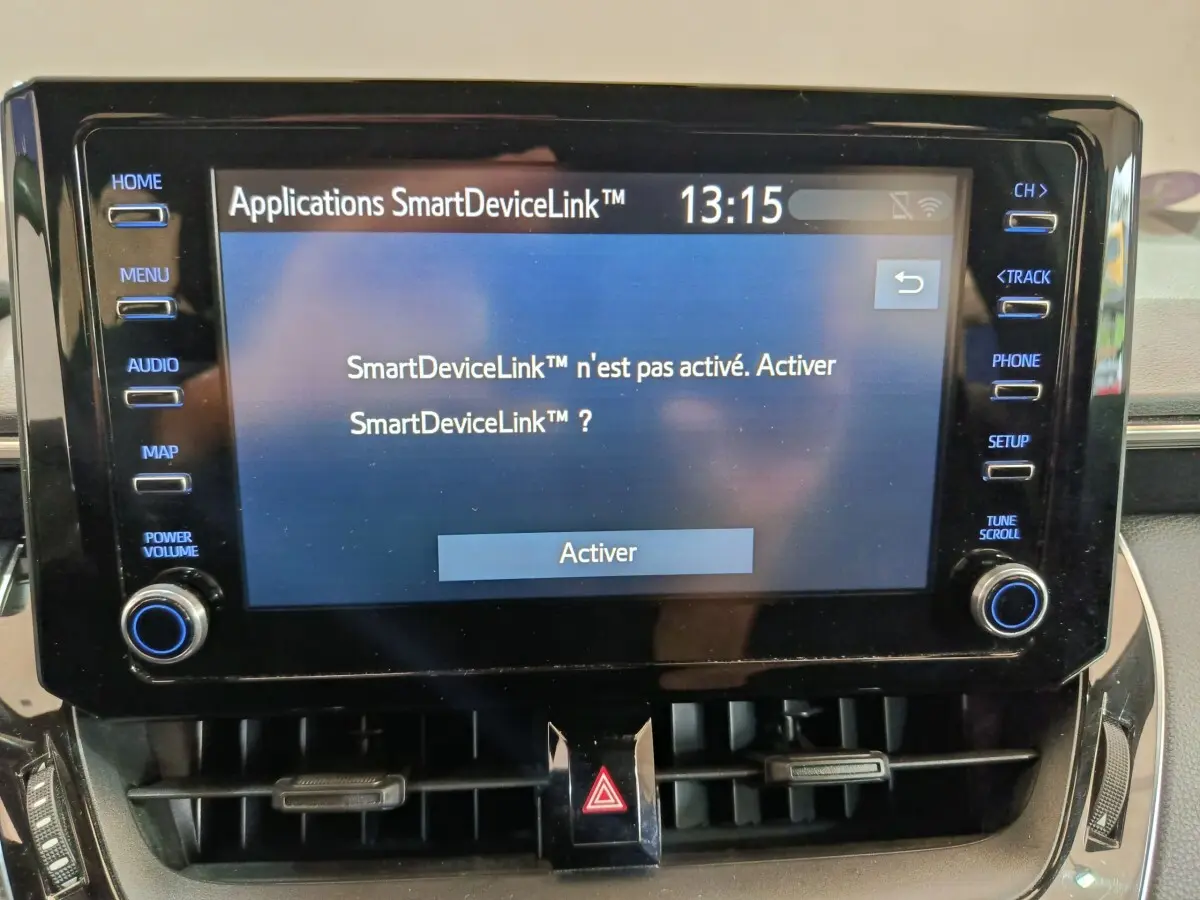 HOME
MENU
AUDIO
MAP
POWER
VOLUME
Applications SmartDeviceLink™ 13:15
SmartDeviceLink™ n'est pas activé. Activer
SmartDeviceLink™ ?
Activer
CH >
< TRACK
PHONE
SETUP
TUNE
SCROLL